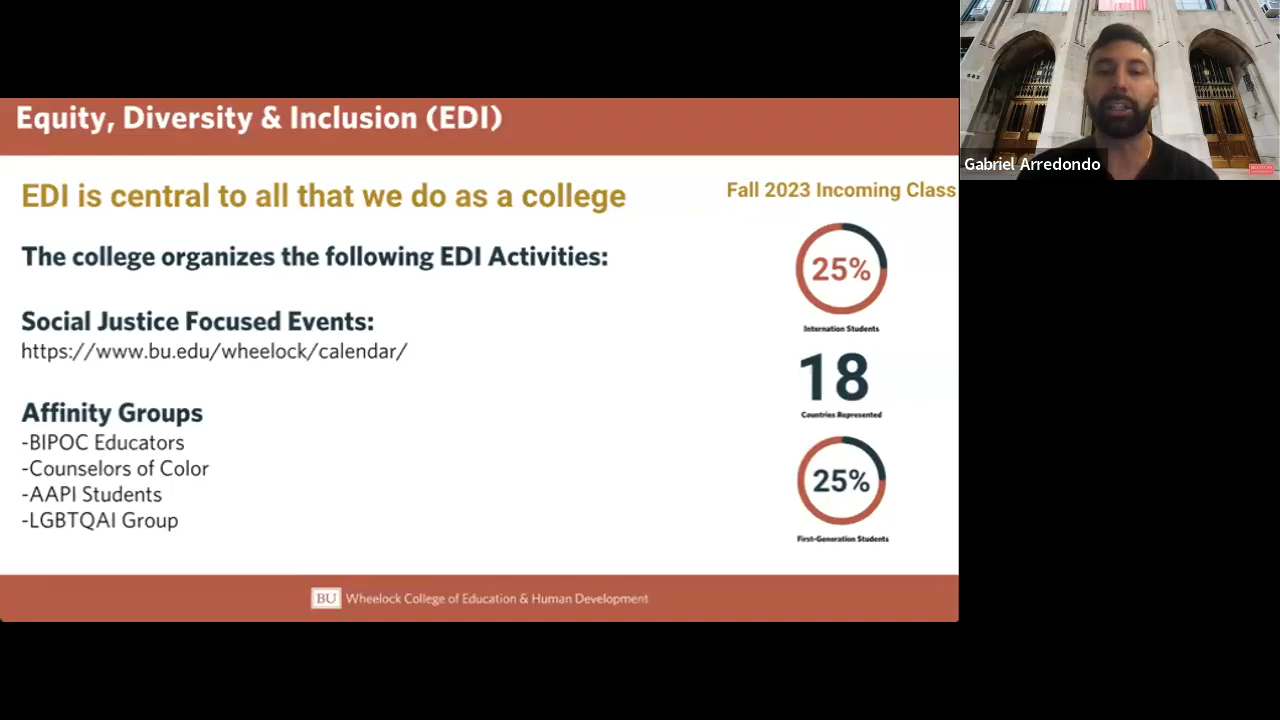 Equity, Diversity & Inclusion (EDI)
EDI is central to all that we do as a college
The college organizes the following EDI Activities:
Social Justice Focused Events:
https://www.bu.edu/wheelock/calendar/
Affinity Groups
-BIPOC Educators
-Counselors of Color
-AAPI Students
-LGBTQAI Group
Fall 2023 Incoming Class
25%
Internation Students
18
Countries Represented
25%
First-Generation Students
BU Wheelock College of Education & Human Development
Gabriel Arredondo